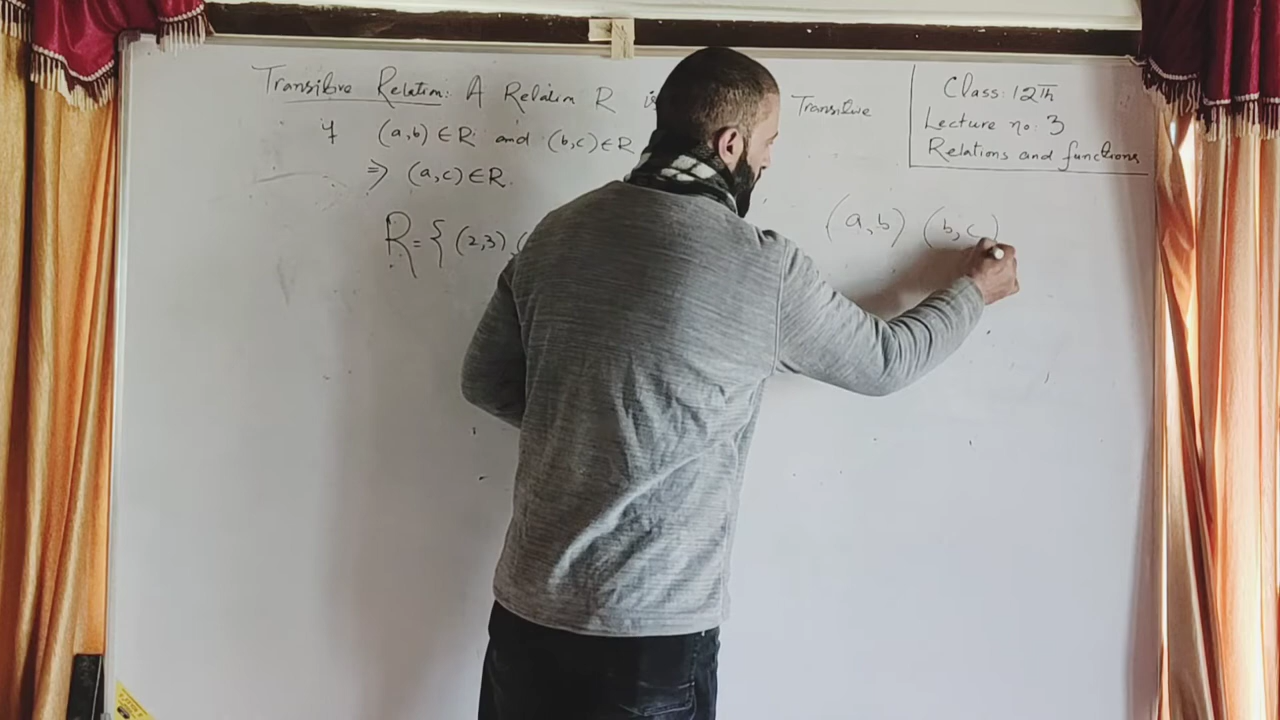 Transitive Relation: A Relation R is Transitive
if (a,b) ∈ R and (b,c) ∈ R
⇒ (a,c) ∈ R.
R = { (2,3), (
Class: 12th
Lecture no: 3
Relations and functions
(a,b) (b,c)